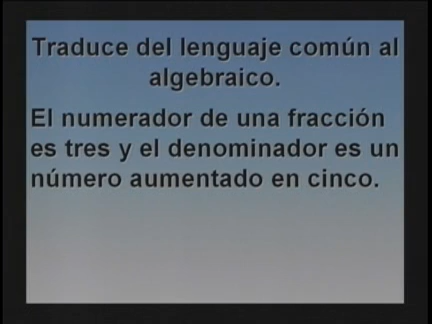 Traduce del lenguaje común al
algebraico.
El numerador de una fracción
es tres y el denominador es un
número aumentado en cinco.